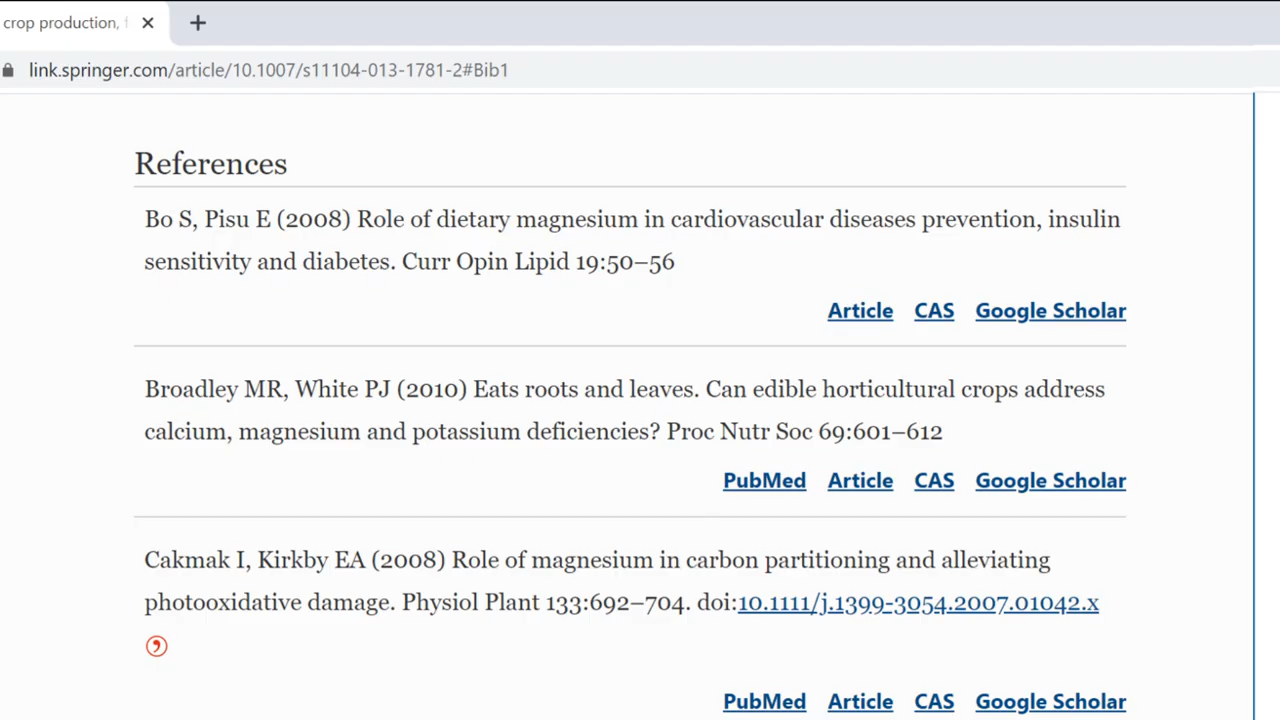 crop production, f
link.springer.com/article/10.1007/s11104-013-1781-2#Bib1
References
Bo S, Pisu E (2008) Role of dietary magnesium in cardiovascular diseases prevention, insulin
sensitivity and diabetes. Curr Opin Lipid 19:50–56
Article CAS Google Scholar
Broadley MR, White PJ (2010) Eats roots and leaves. Can edible horticultural crops address
calcium, magnesium and potassium deficiencies? Proc Nutr Soc 69:601–612
PubMed Article CAS Google Scholar
Cakmak I, Kirkby EA (2008) Role of magnesium in carbon partitioning and alleviating
photooxidative damage. Physiol Plant 133:692–704. doi:10.1111/j.1399-3054.2007.01042.x
PubMed Article CAS Google Scholar